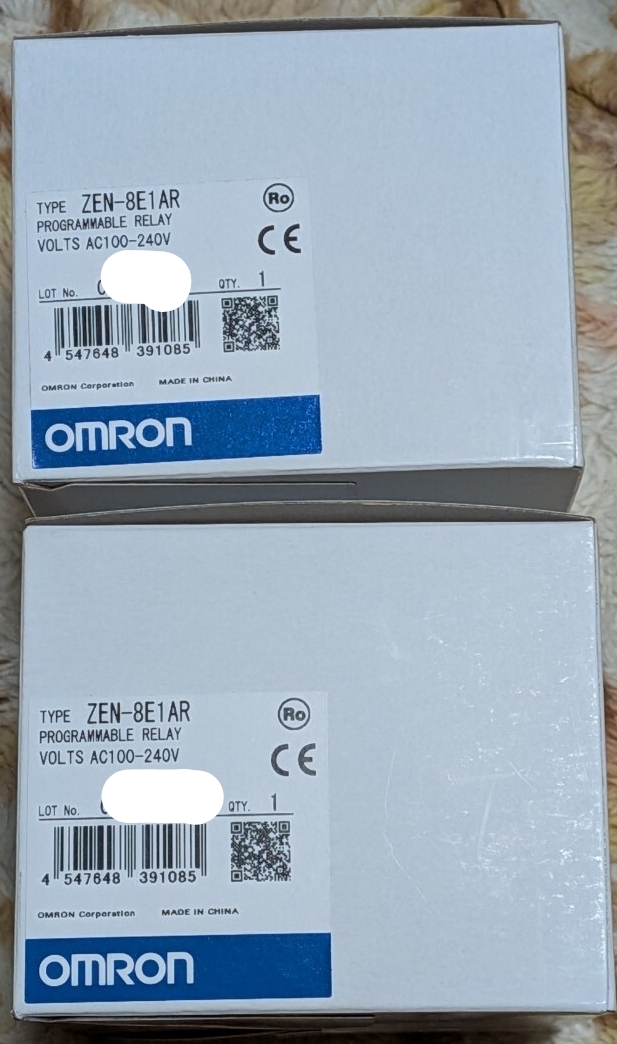 TYPE ZEN-8E1AR
Ro
PROGRAMMABLE RELAY
VOLTS AC100-240V
CE
LOT No.
QTY. 1
4 547648 391085
OMRON Corporation MADE IN CHINA
OMRON
TYPE ZEN-8E1AR
Ro
PROGRAMMABLE RELAY
VOLTS AC100-240V
CE
LOT No.
QTY. 1
4 547648 391085
OMRON Corporation MADE IN CHINA
OMRON